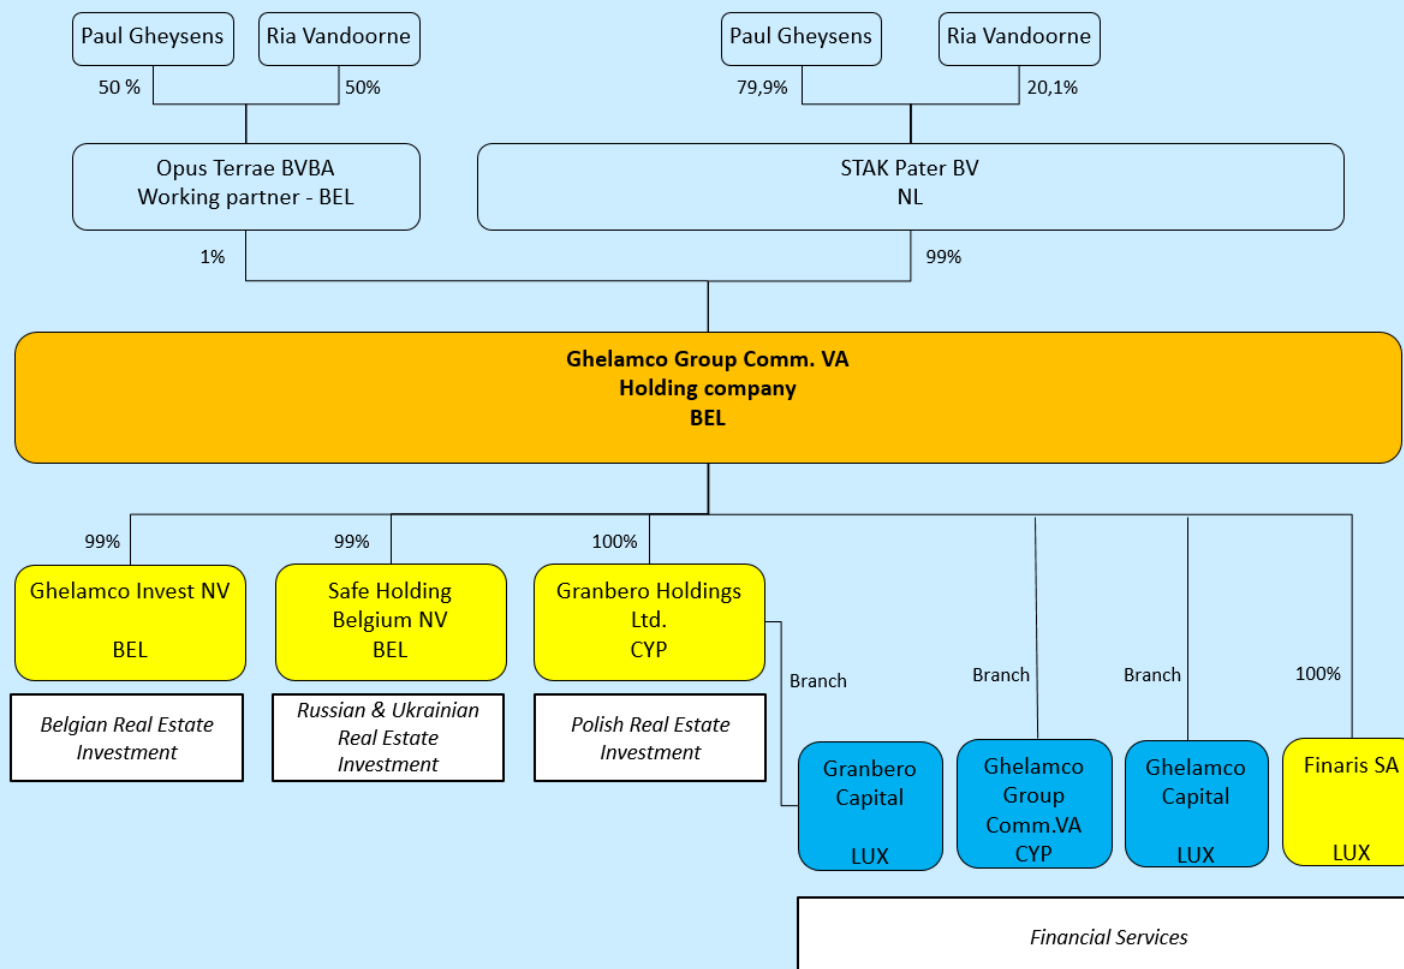 Paul Gheysens
Ria Vandoorne
Paul Gheysens
Ria Vandoorne
50 %
50%
79,9%
20,1%
Opus Terrae BVBA
Working partner - BEL
STAK Pater BV
NL
1%
99%
Ghelamco Group Comm. VA
Holding company
BEL
99%
99%
100%
Ghelamco Invest NV
BEL
Safe Holding
Belgium NV
BEL
Granbero Holdings
Ltd.
CYP
Branch
Branch
Branch
100%
Belgian Real Estate
Investment
Russian & Ukrainian
Real Estate
Investment
Polish Real Estate
Investment
Granbero
Capital
LUX
Ghelamco
Group
Comm.VA
CYP
Ghelamco
Capital
LUX
Finaris SA
LUX
Financial Services